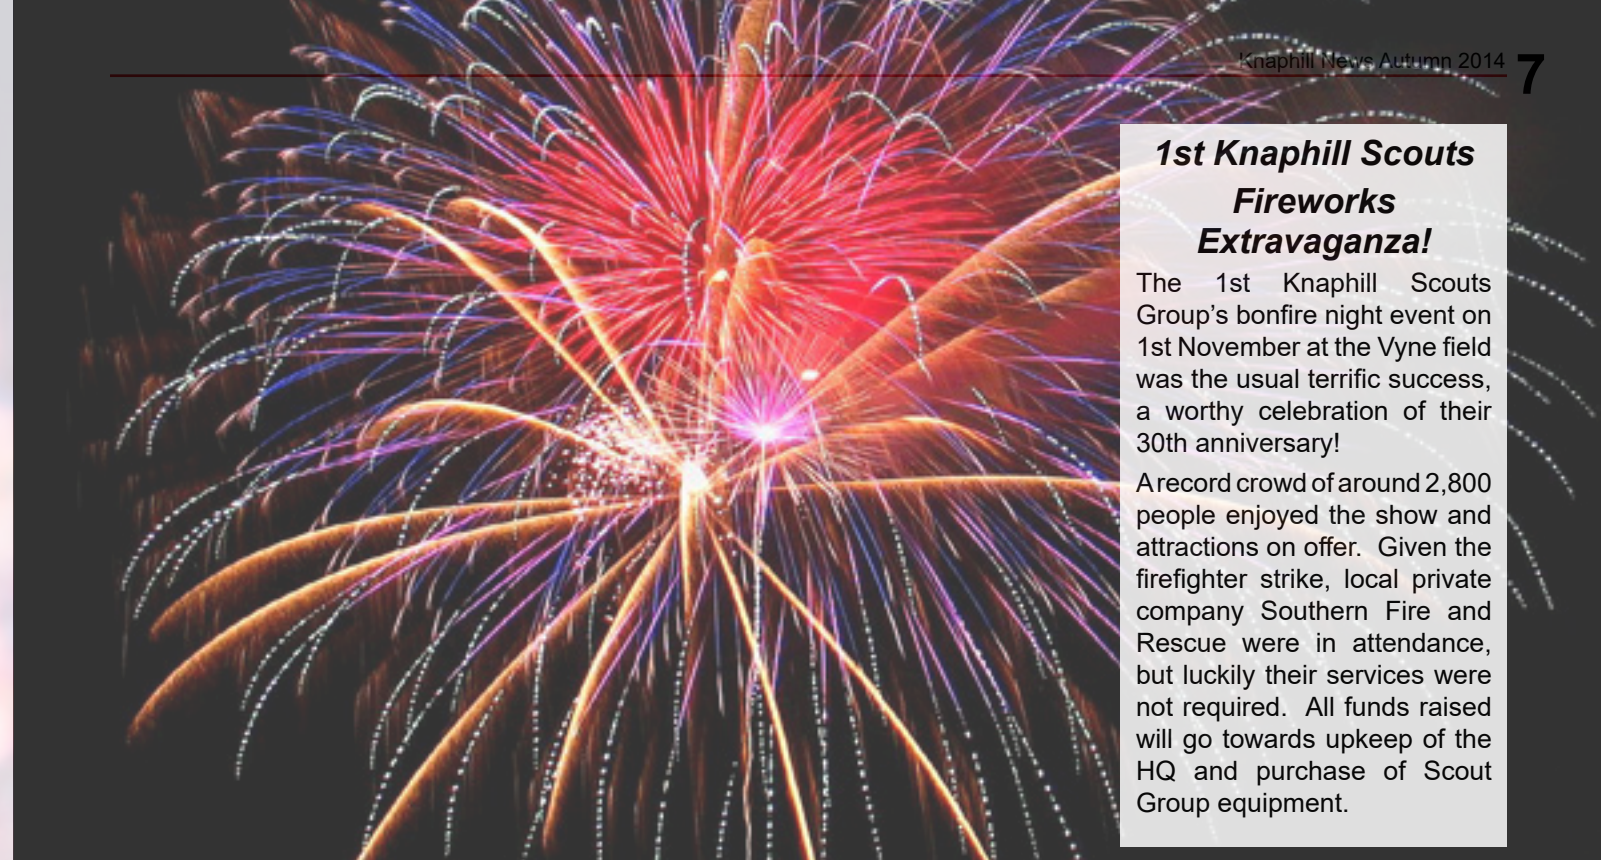 Knaphill News Autumn 2014 7
1st Knaphill Scouts
Fireworks
Extravaganza!
The 1st Knaphill Scouts
Group’s bonfire night event on
1st November at the Vyne field
was the usual terrific success,
a worthy celebration of their
30th anniversary!
A record crowd of around 2,800
people enjoyed the show and
attractions on offer.  Given the
firefighter strike, local private
company Southern Fire and
Rescue were in attendance,
but luckily their services were
not required.  All funds raised
will go towards upkeep of the
HQ and purchase of Scout
Group equipment.